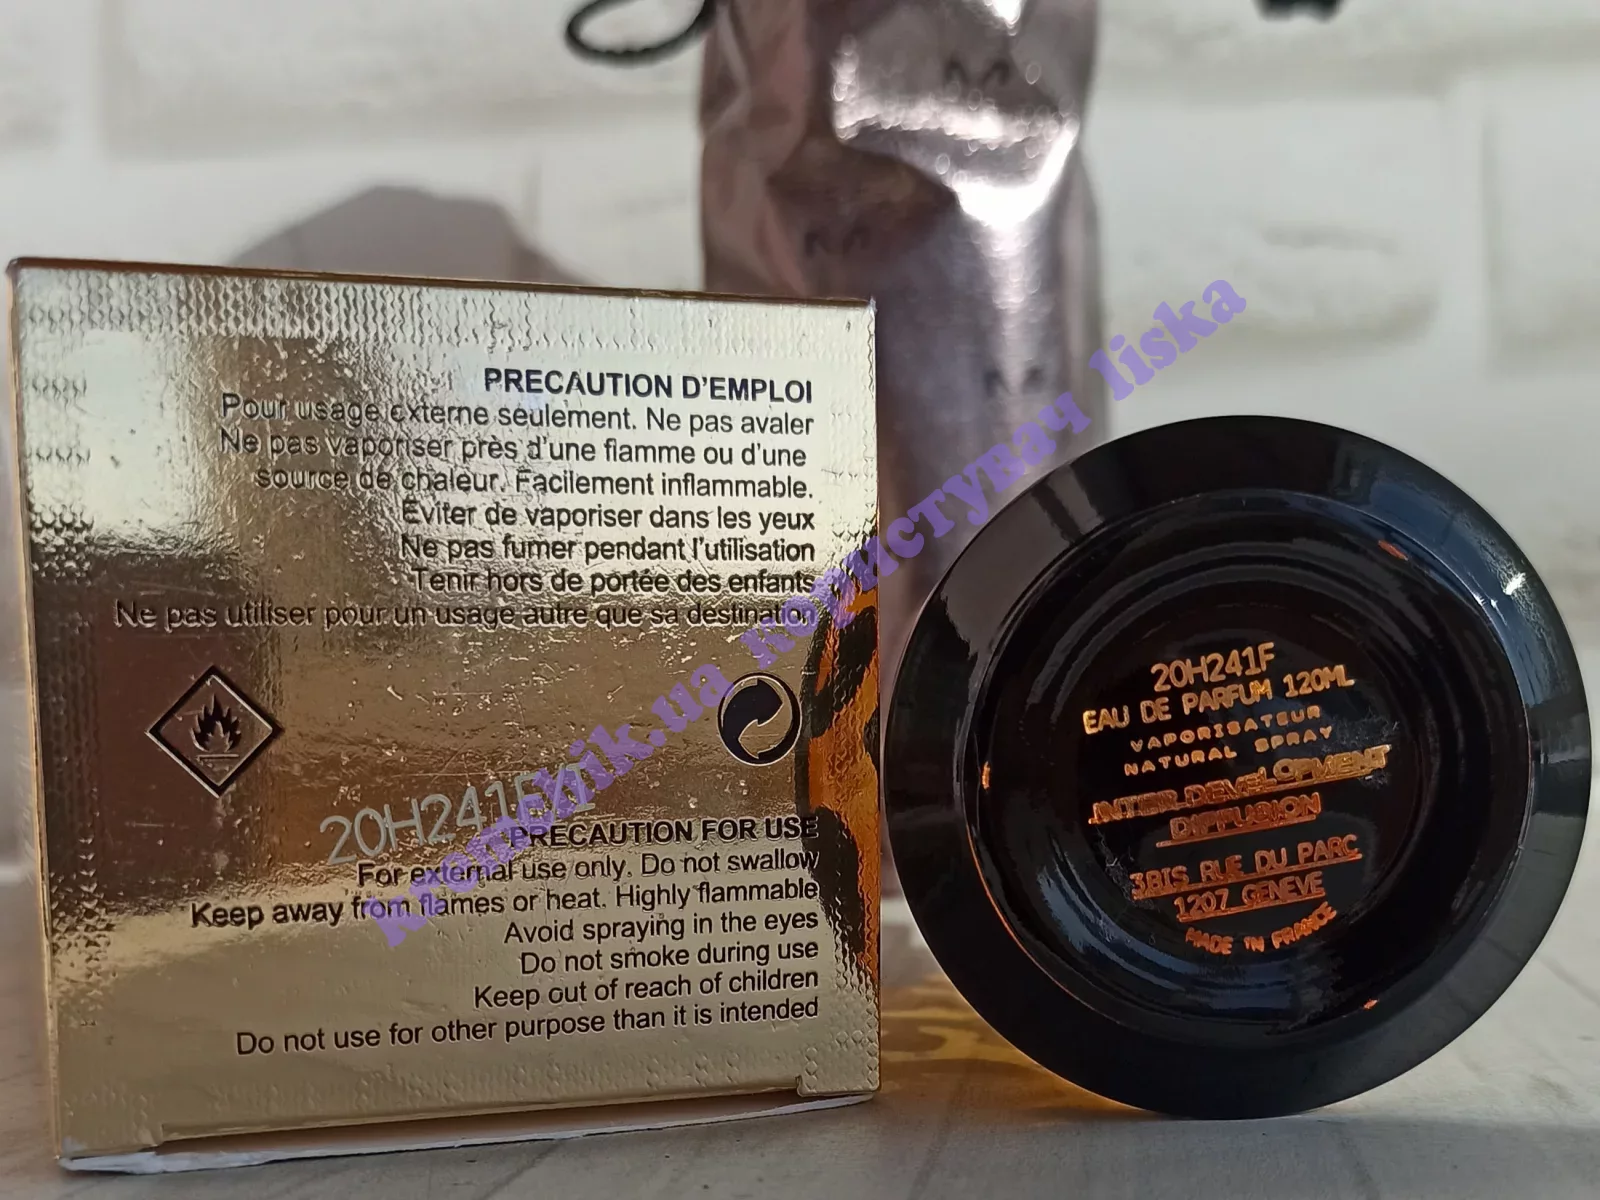 PRECAUTION D'EMPLOI
Pour usage externe seulement. Ne pas avaler
Ne pas vaporiser près d'une flamme ou d'une
source de chaleur. Facilement inflammable.
Éviter de vaporiser dans les yeux
Ne pas fumer pendant l'utilisation
Tenir hors de portée des enfants
Ne pas utiliser pour un usage autre que sa destination
20H241F
PRECAUTION FOR USE
For external use only. Do not swallow
Keep away from flames or heat. Highly flammable
Avoid spraying in the eyes
Do not smoke during use
Keep out of reach of children
Do not use for other purpose than it is intended
20H241F
EAU DE PARFUM 120ML
VAPORISATEUR
NATURAL SPRAY
INTER DEVELOPMENT
DIFFUSION
3BIS RUE DU PARC
1207 GENEVE
MADE IN FRANCE
користувач liska